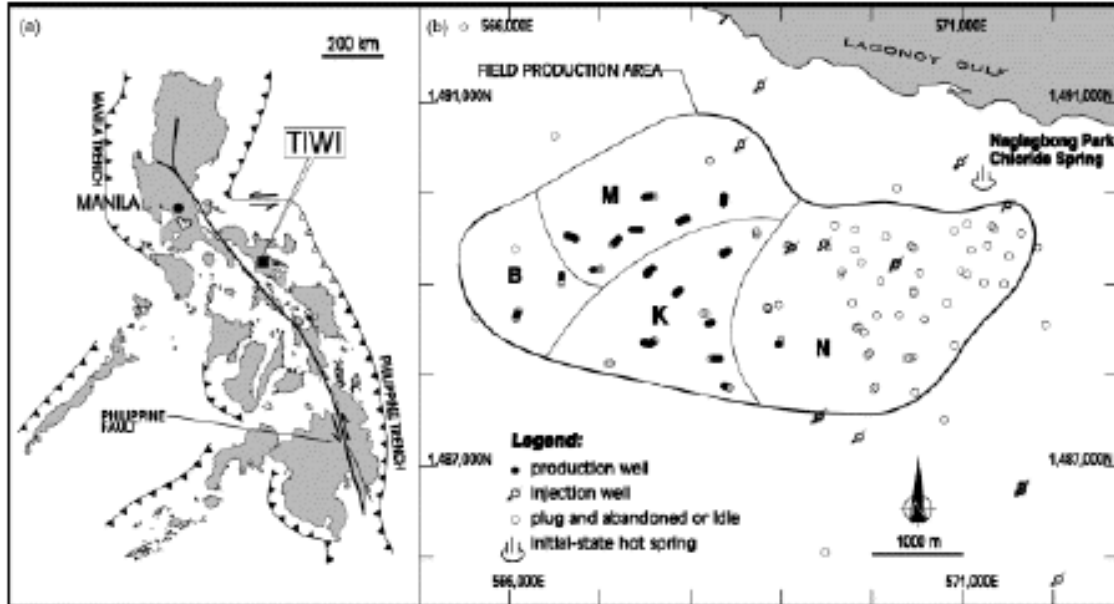 (a)
200 km
MANILA TRENCH
TIWI
MANILA
PHILIPPINE
FAULT
PHILIPPINE TRENCH
(b)
566,000E
571,000E
LAGONOY GULF
FIELD PRODUCTION AREA
1,491,000N
1,491,000N
Naglagbong Park
Chloride Spring
M
B
K
N
Legend:
production well
injection well
plug and abandoned or idle
initial-state hot spring
1,487,000N
1,487,000N
1000 m
566,000E
571,000E